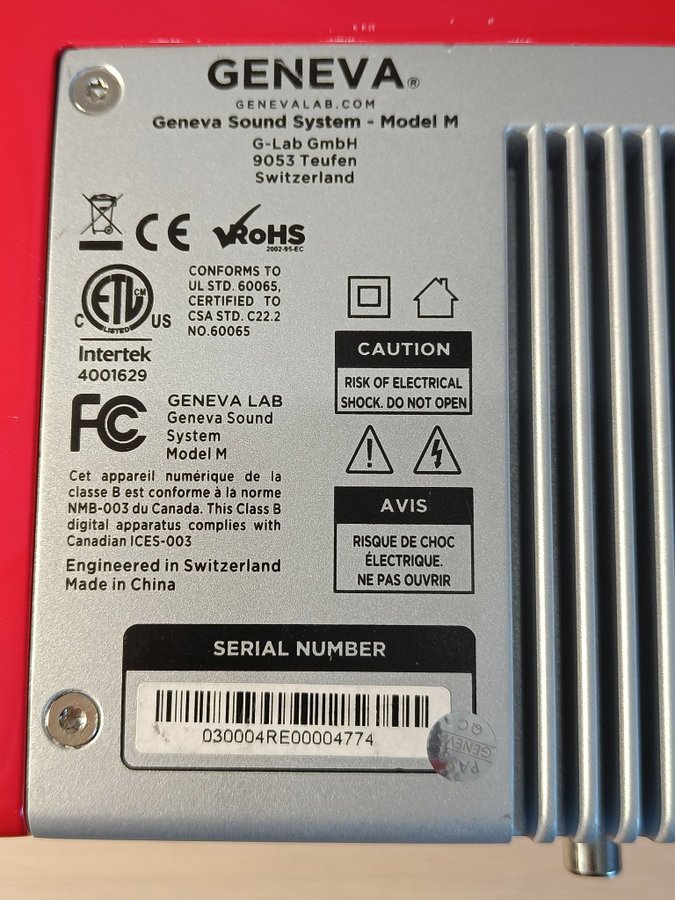 GENEVA®
GENEVALAB.COM
Geneva Sound System - Model M
G-Lab GmbH
9053 Teufen
Switzerland
CE
RoHS
2002-95-EC
ETL CM
LISTED
C US
Intertek
4001629
CONFORMS TO
UL STD. 60065,
CERTIFIED TO
CSA STD. C22.2
NO.60065
FC
GENEVA LAB
Geneva Sound
System
Model M
Cet appareil numérique de la
classe B est conforme à la norme
NMB-003 du Canada. This Class B
digital apparatus complies with
Canadian ICES-003
Engineered in Switzerland
Made in China
CAUTION
RISK OF ELECTRICAL
SHOCK. DO NOT OPEN
AVIS
RISQUE DE CHOC
ÉLECTRIQUE.
NE PAS OUVRIR
SERIAL NUMBER
030004RE00004774
QC
GENEVA